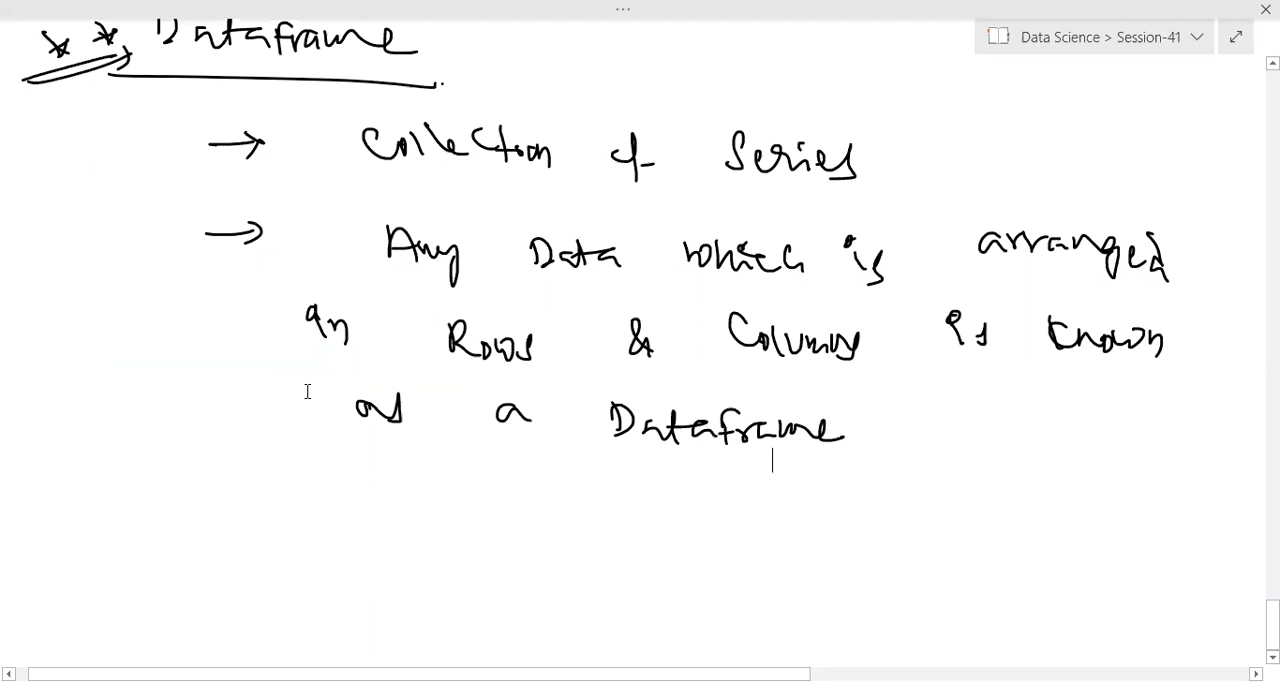 Data Science > Session-41
** Dataframe
→ Collection of Series
→ Any Data which is arranged
in Rows & Columns is known
as a Dataframe